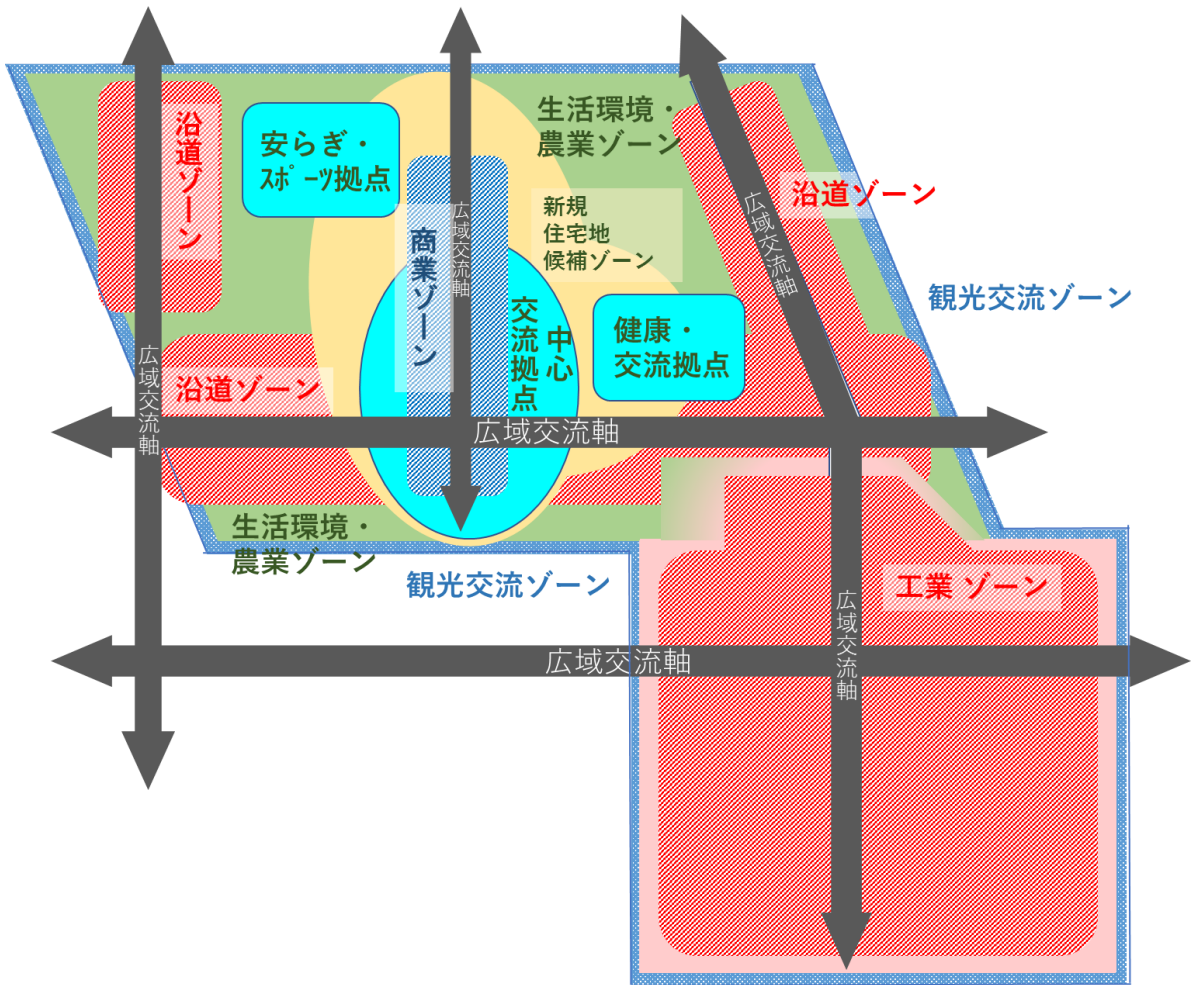 生活環境・
農業ゾーン
沿道ゾーン
安らぎ・
スポーツ拠点
沿道ゾーン
広域交流軸
広域交流軸
新規
住宅地
候補ゾーン
商業ゾーン
観光交流ゾーン
中心
交流拠点
健康・
交流拠点
広域交流軸
沿道ゾーン
広域交流軸
生活環境・
農業ゾーン
観光交流ゾーン
工業 ゾーン
広域交流軸
広域交流軸